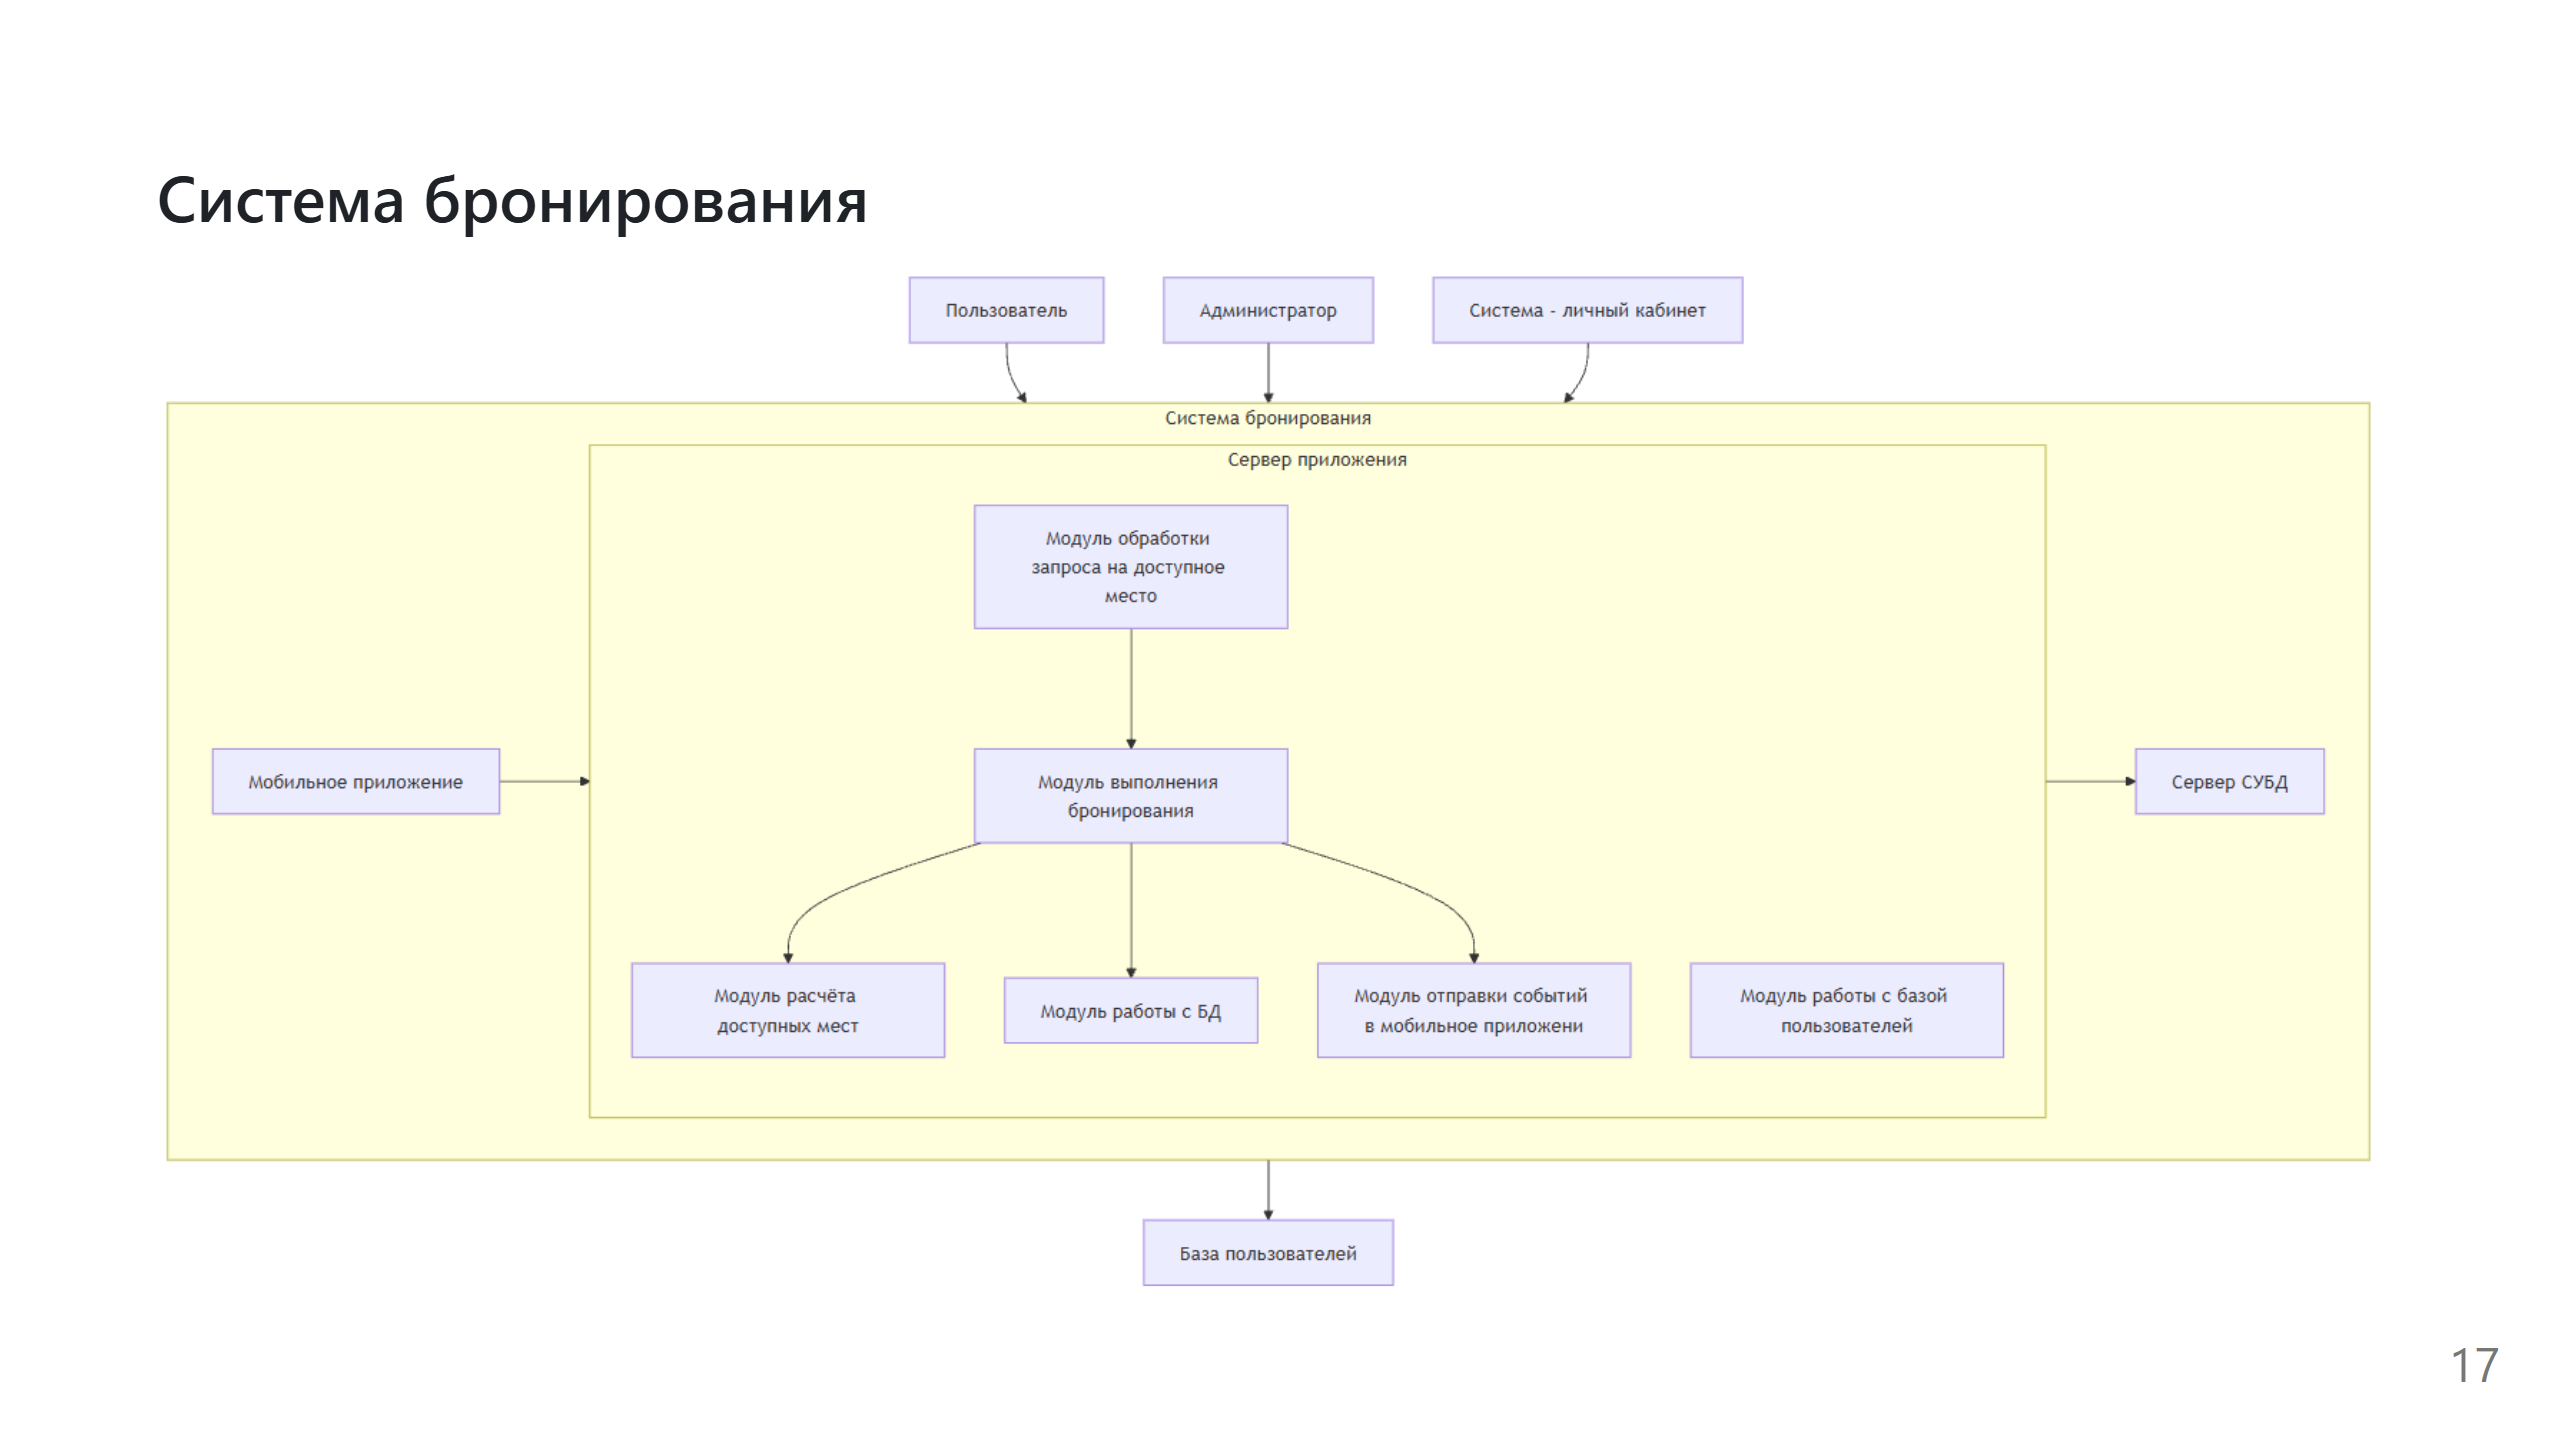 Система бронирования
Пользователь
Администратор
Система - личный кабинет
Система бронирования
Сервер приложения
Модуль обработки
запроса на доступное
место
Мобильное приложение
Модуль выполнения
бронирования
Сервер СУБД
Модуль расчёта
доступных мест
Модуль работы с БД
Модуль отправки событий
в мобильное приложени
Модуль работы с базой
пользователей
База пользователей
17